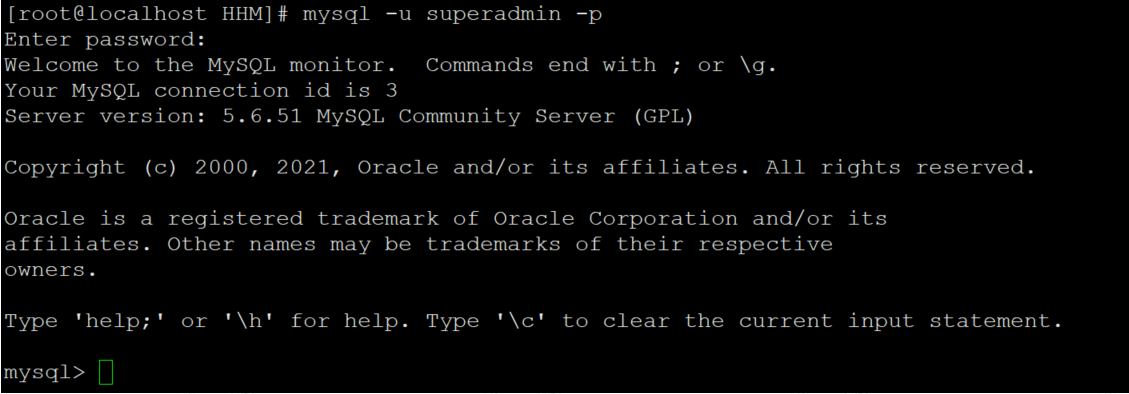 [root@localhost HHM]# mysql -u superadmin -p
Enter password:
Welcome to the MySQL monitor.  Commands end with ; or \g.
Your MySQL connection id is 3
Server version: 5.6.51 MySQL Community Server (GPL)
Copyright (c) 2000, 2021, Oracle and/or its affiliates. All rights reserved.
Oracle is a registered trademark of Oracle Corporation and/or its
affiliates. Other names may be trademarks of their respective
owners.
Type 'help;' or '\h' for help. Type '\c' to clear the current input statement.
mysql>